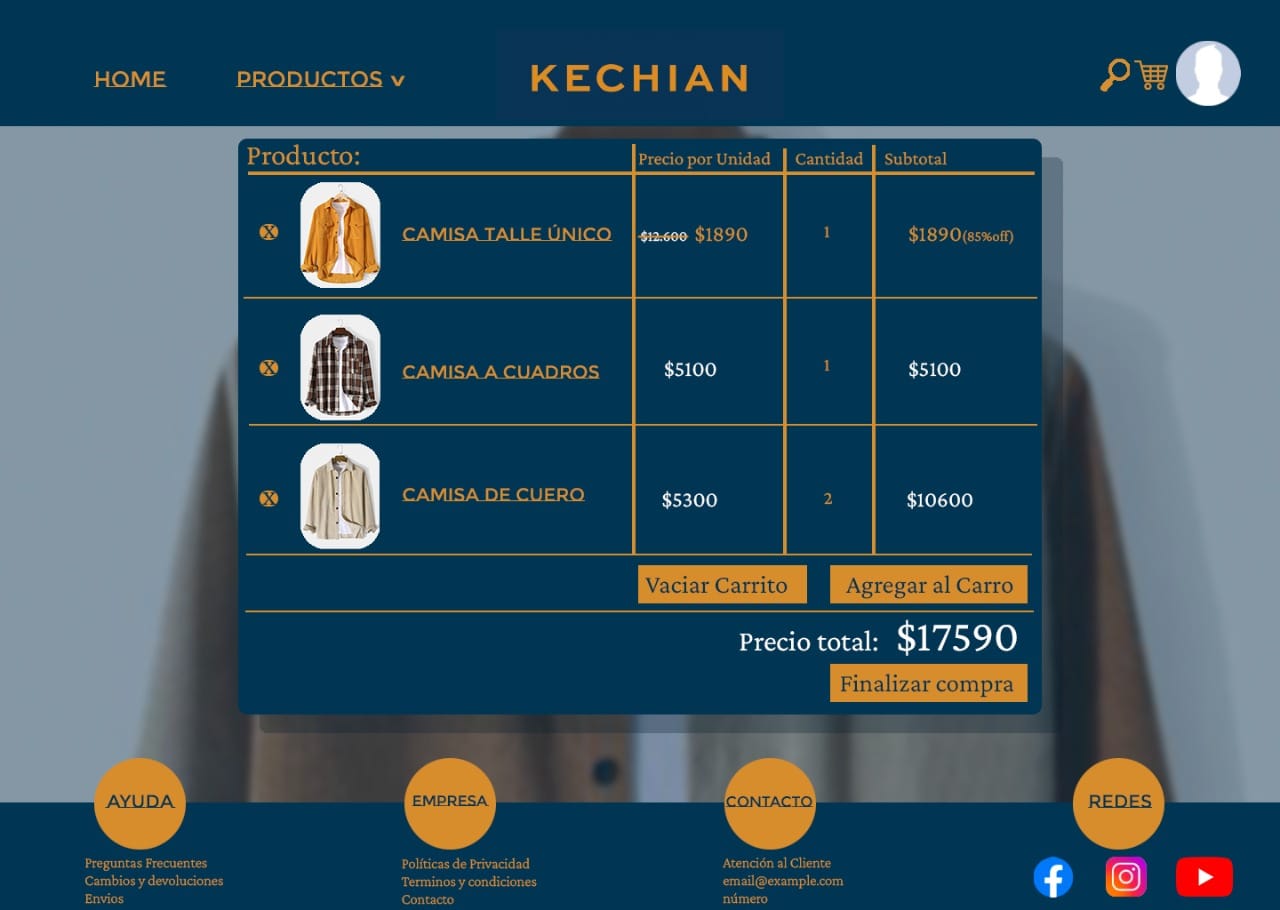 HOME
PRODUCTOS v
KECHIAN
Producto:
Precio por Unidad
Cantidad
Subtotal
X
CAMISA TALLE ÚNICO
$12.600 $1890
1
$1890(85%off)
X
CAMISA A CUADROS
$5100
1
$5100
X
CAMISA DE CUERO
$5300
2
$10600
Vaciar Carrito
Agregar al Carro
Precio total: $17590
Finalizar compra
AYUDA
Preguntas Frecuentes
Cambios y devoluciones
Envios
EMPRESA
Políticas de Privacidad
Terminos y condiciones
Contacto
CONTACTO
Atención al Cliente
email@example.com
número
REDES